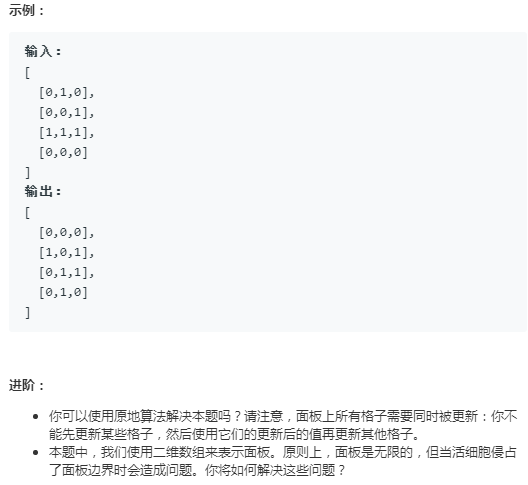 示例：
输入：
[
  [0,1,0],
  [0,0,1],
  [1,1,1],
  [0,0,0]
]
输出：
[
  [0,0,0],
  [1,0,1],
  [0,1,1],
  [0,1,0]
]
进阶：
• 你可以使用原地算法解决本题吗？请注意，面板上所有格子需要同时被更新：你不
能先更新某些格子，然后使用它们的更新后的值再更新其他格子。
• 本题中，我们使用二维数组来表示面板。原则上，面板是无限的，但当活细胞侵占
了面板边界时会造成问题。你将如何解决这些问题？